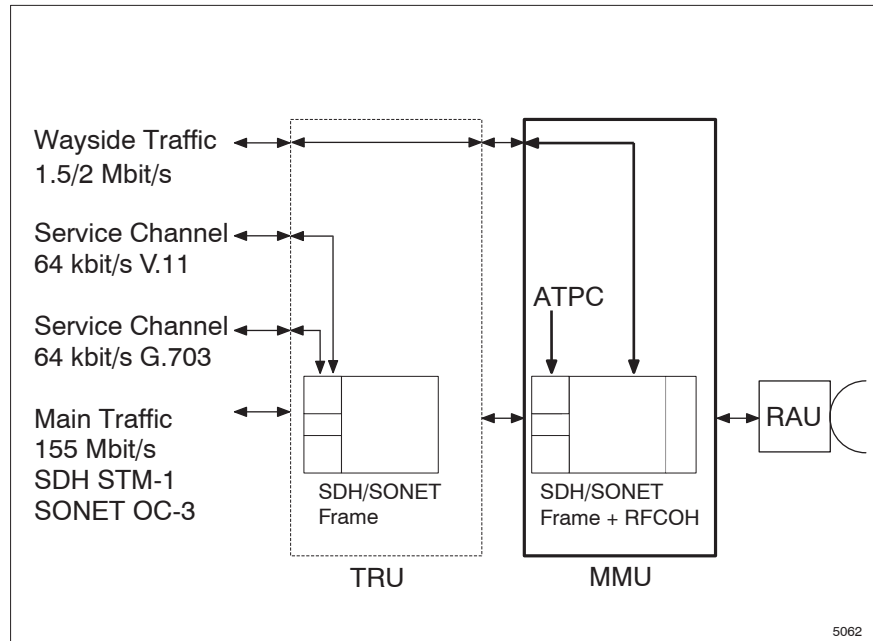 Wayside Traffic
1.5/2 Mbit/s
Service Channel
64 kbit/s V.11
Service Channel
64 kbit/s G.703
Main Traffic
155 Mbit/s
SDH STM-1
SONET OC-3
SDH/SONET
Frame
TRU
ATPC
SDH/SONET
Frame + RFCOH
MMU
RAU
5062